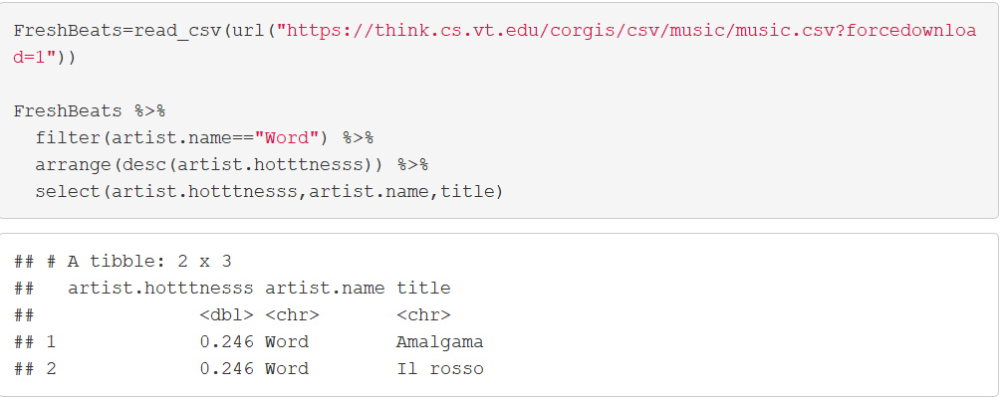 FreshBeats=read_csv(url("https://think.cs.vt.edu/corgis/csv/music/music.csv?forcedownloa
d=1"))
FreshBeats %>%
  filter(artist.name=="Word") %>%
  arrange(desc(artist.hotttnesss)) %>%
  select(artist.hotttnesss,artist.name,title)
## # A tibble: 2 x 3
##   artist.hotttnesss artist.name title
##               <dbl> <chr>       <chr>
## 1             0.246 Word        Amalgama
## 2             0.246 Word        Il rosso